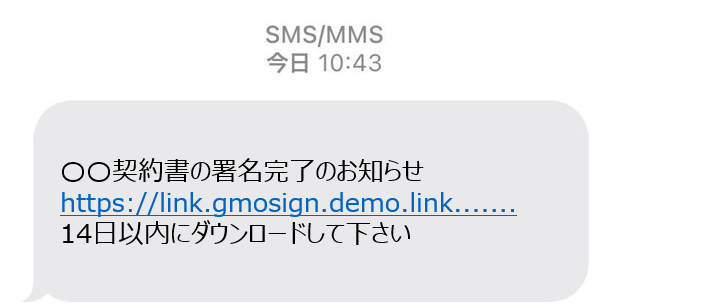 SMS/MMS
今日 10:43
〇〇契約書の署名完了のお知らせ
https://link.gmosign.demo.link.......
14日以内にダウンロードして下さい